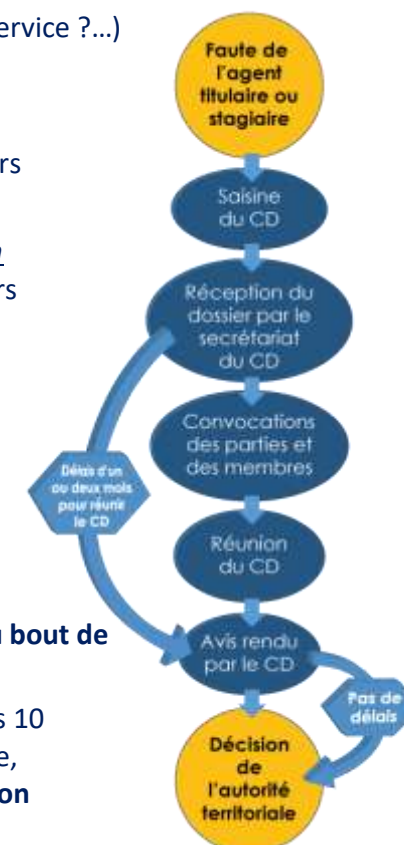 ervice ?...)
Faute de
l'agent
titulaire ou
stagiaire
rs
Saisine
du CD
rs
Réception du
dossier par le
secrétariat
du CD
Convocations
des parties et
des membres
Délais d'un
ou deux mois
pour réunir
le CD
Réunion
du CD
u bout de
Avis rendu
par le CD
Pas de
délais
s 10
e,
on
Décision
de
l'autorité
territoriale